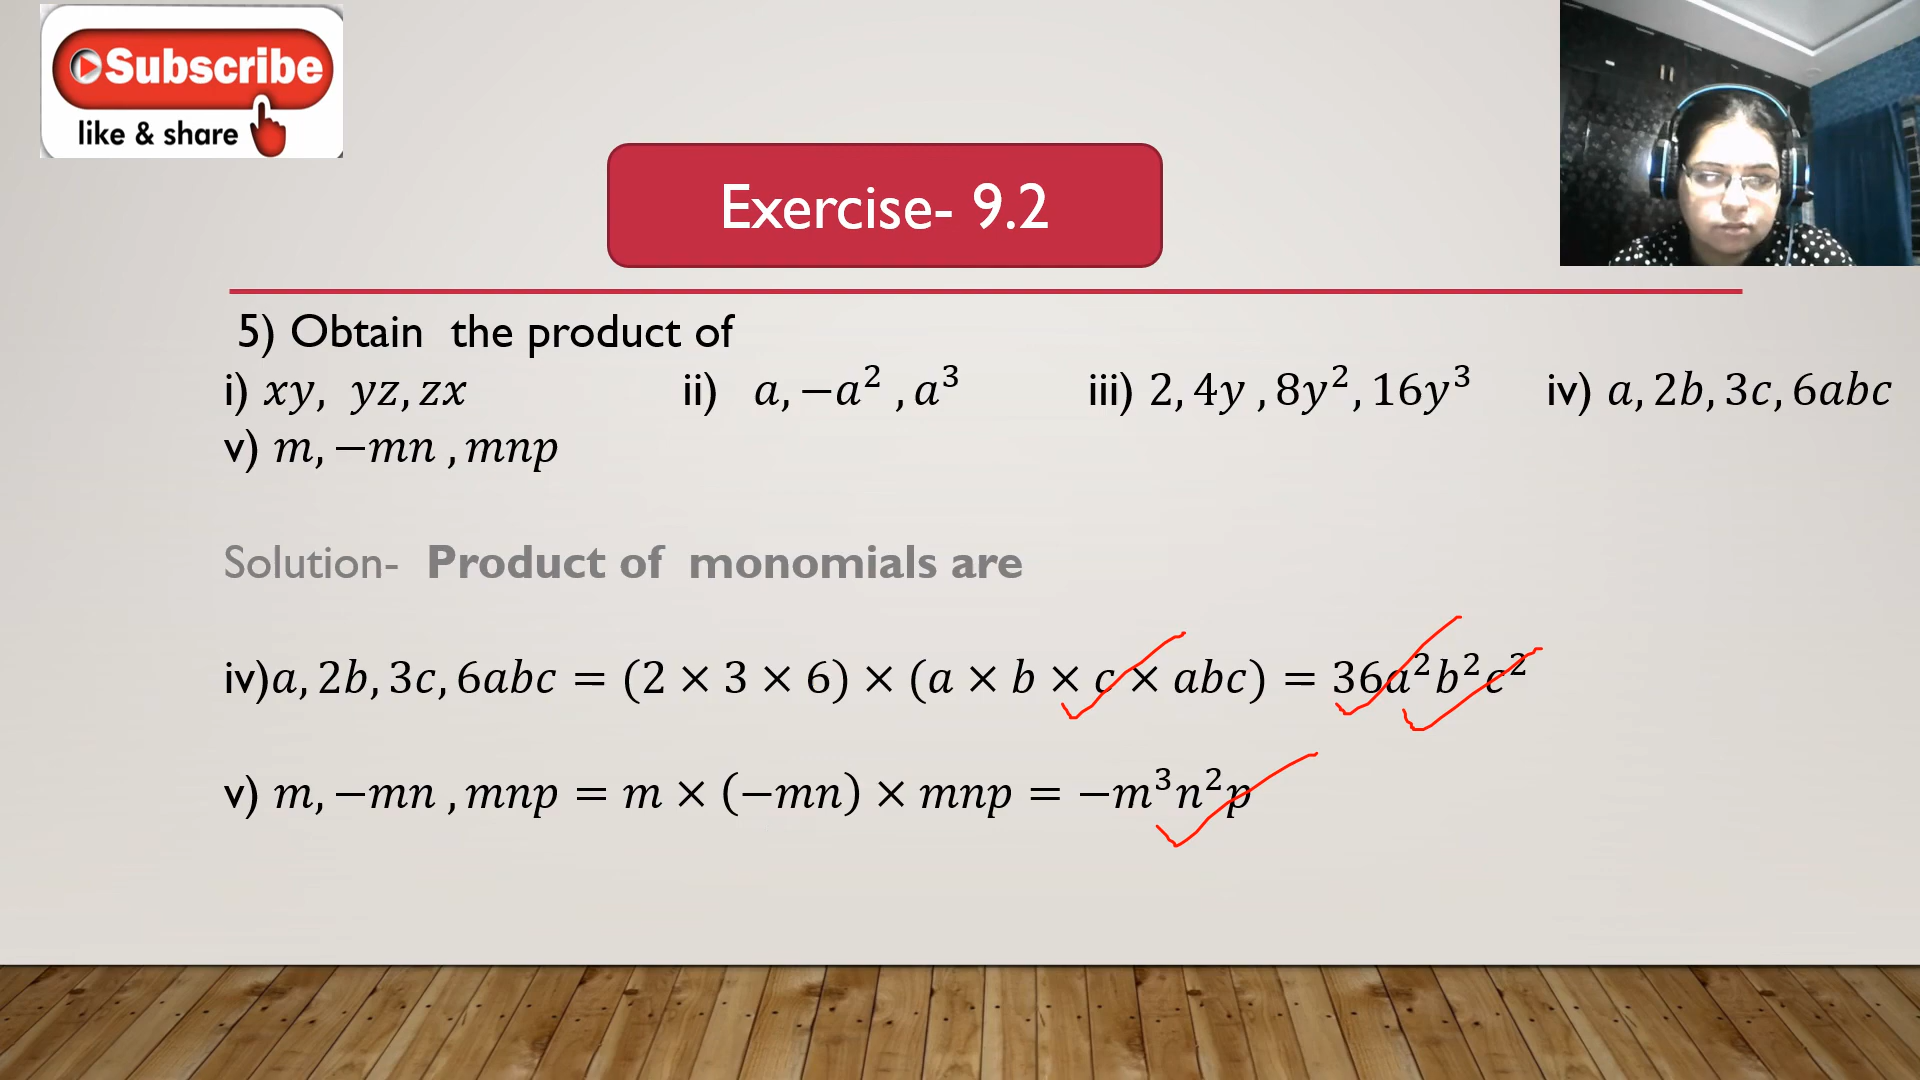 Subscribe
like & share
Exercise- 9.2
5) Obtain the product of
i) xy, yz, zx ii) a, −a² , a³ iii) 2, 4y , 8y², 16y³ iv) a, 2b, 3c, 6abc
v) m, −mn , mnp
Solution- Product of monomials are
iv)a, 2b, 3c, 6abc = (2 × 3 × 6) × (a × b × c × abc) = 36a²b²c²
v) m, −mn , mnp = m × (−mn) × mnp = −m³n²p